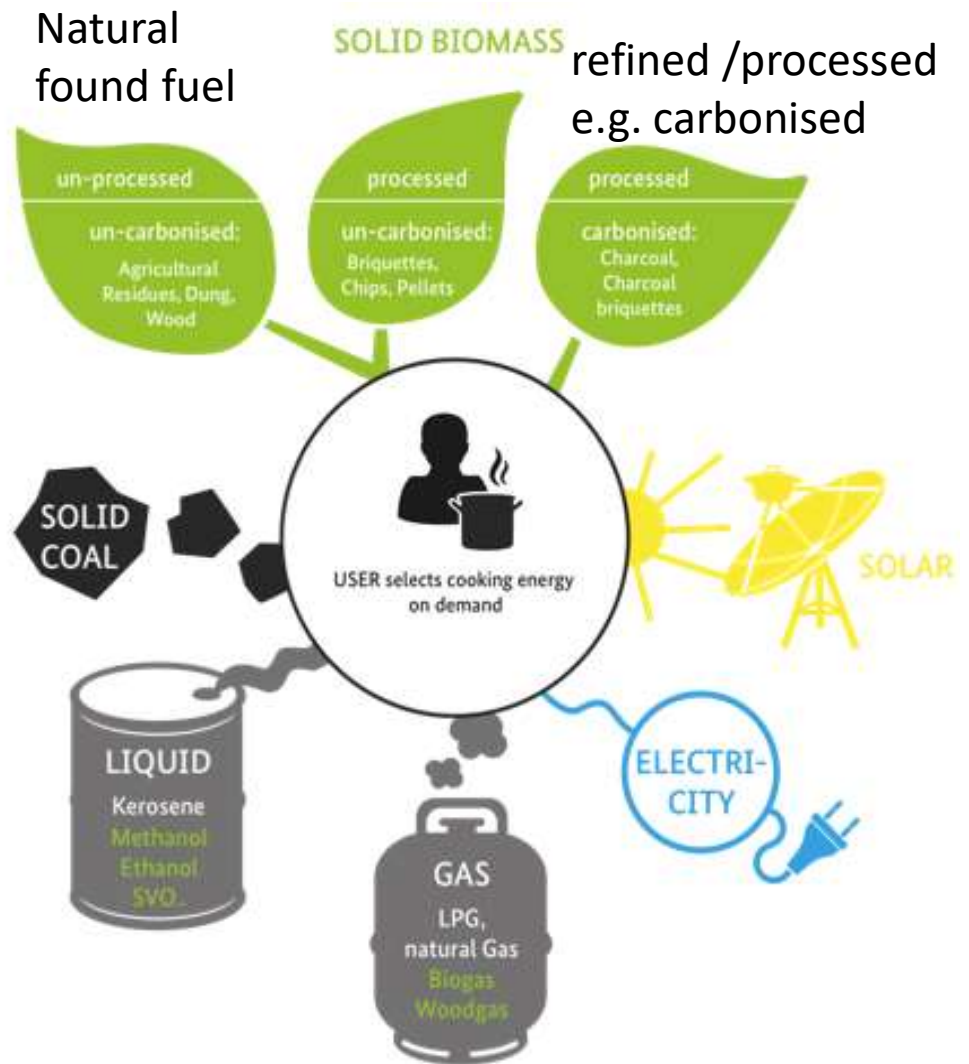 Natural
found fuel
SOLID BIOMASS
refined /processed
e.g. carbonised
un-processed
un-carbonised:
Agricultural
Residues, Dung,
Wood
processed
un-carbonised:
Briquettes,
Chips, Pellets
processed
carbonised:
Charcoal,
Charcoal
briquettes
SOLID
COAL
USER selects cooking energy
on demand
SOLAR
LIQUID
Kerosene
Methanol
Ethanol
SVO..
ELECTRI-
CITY
GAS
LPG,
natural Gas
Biogas
Woodgas